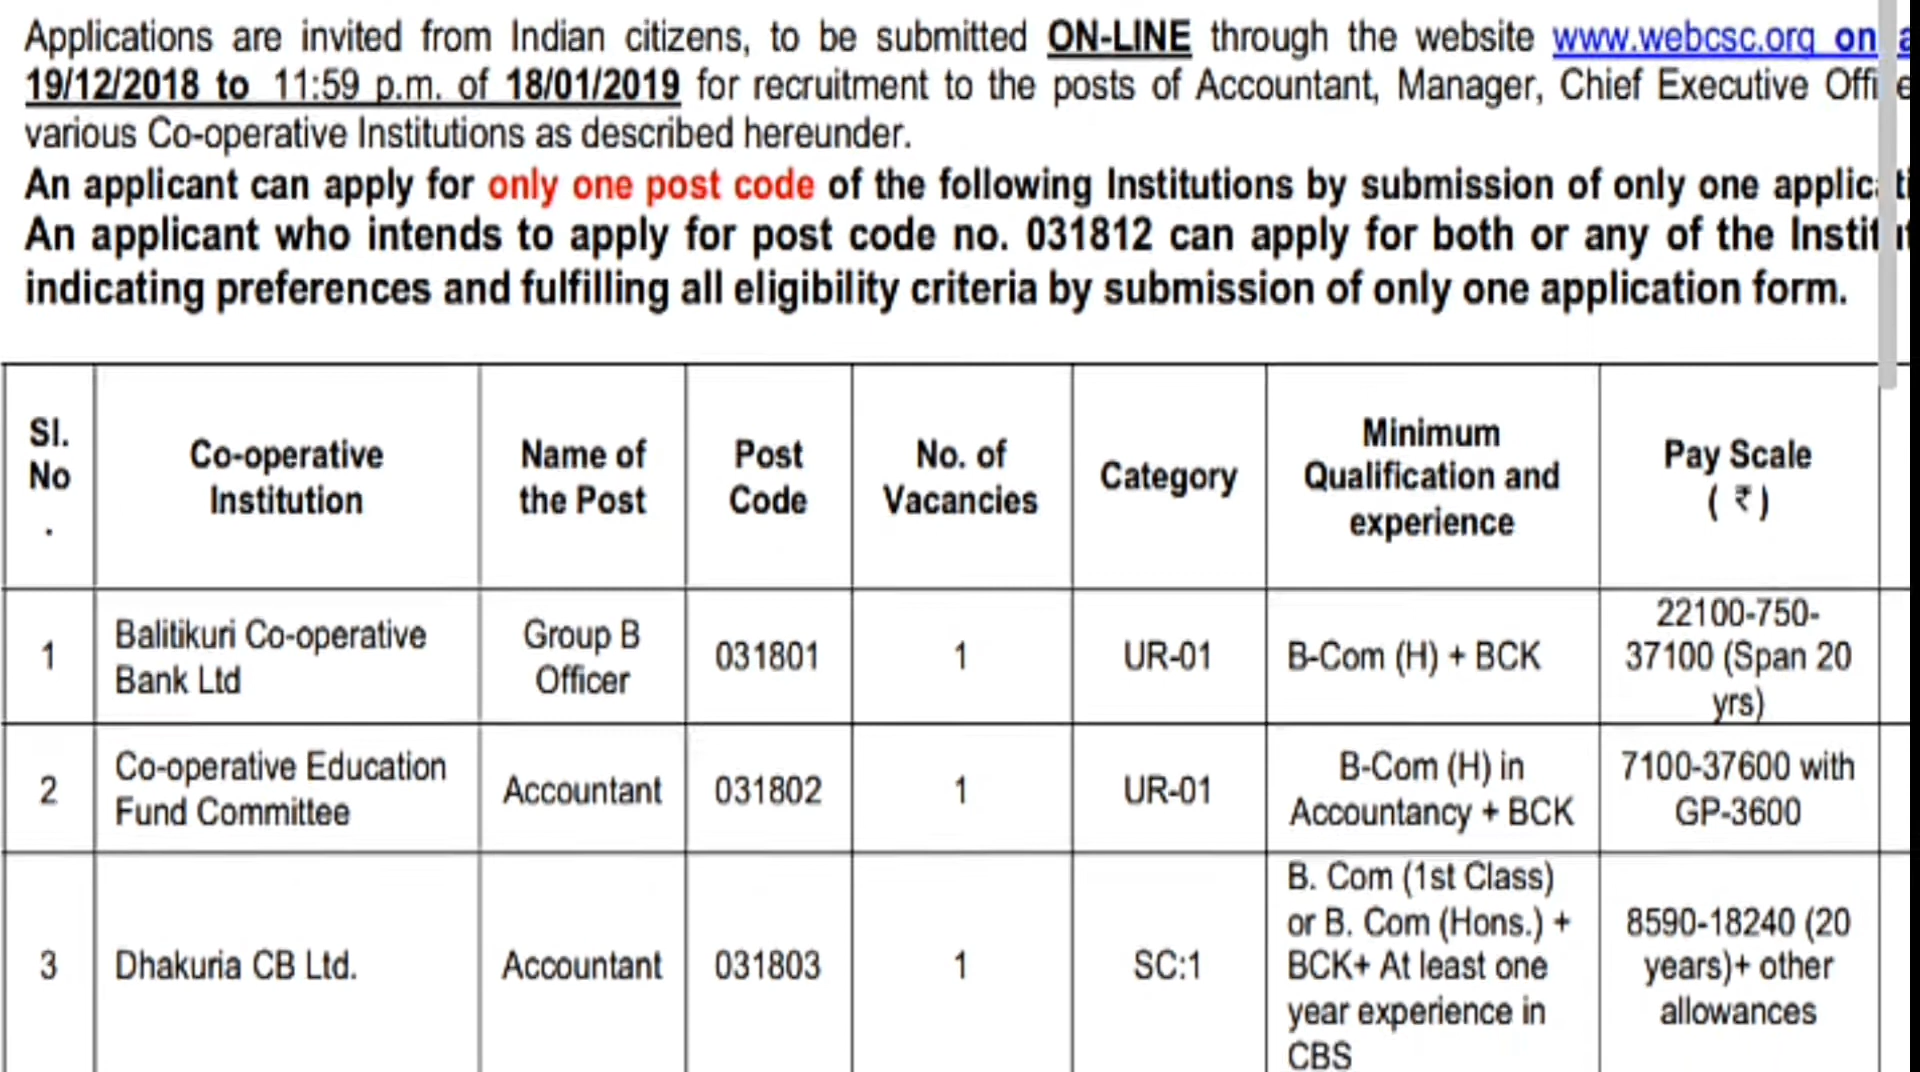 Applications are invited from Indian citizens, to be submitted ON-LINE through the website www.webcsc.org on
19/12/2018 to 11:59 p.m. of 18/01/2019 for recruitment to the posts of Accountant, Manager, Chief Executive
various Co-operative Institutions as described hereunder.
An applicant can apply for only one post code of the following Institutions by submission of only one
An applicant who intends to apply for post code no. 031812 can apply for both or any of the
indicating preferences and fulfilling all eligibility criteria by submission of only one application form.
Sl.
No
.
Co-operative
Institution
Name of
the Post
Post
Code
No. of
Vacancies
Category
Minimum
Qualification and
experience
Pay Scale
( ₹ )
1
Balitikuri Co-operative
Bank Ltd
Group B
Officer
031801
1
UR-01
B-Com (H) + BCK
22100-750-
37100 (Span 20
yrs)
2
Co-operative Education
Fund Committee
Accountant
031802
1
UR-01
B-Com (H) in
Accountancy + BCK
7100-37600 with
GP-3600
3
Dhakuria CB Ltd.
Accountant
031803
1
SC:1
B. Com (1st Class)
or B. Com (Hons.) +
BCK+ At least one
year experience in
CBS
8590-18240 (20
years)+ other
allowances